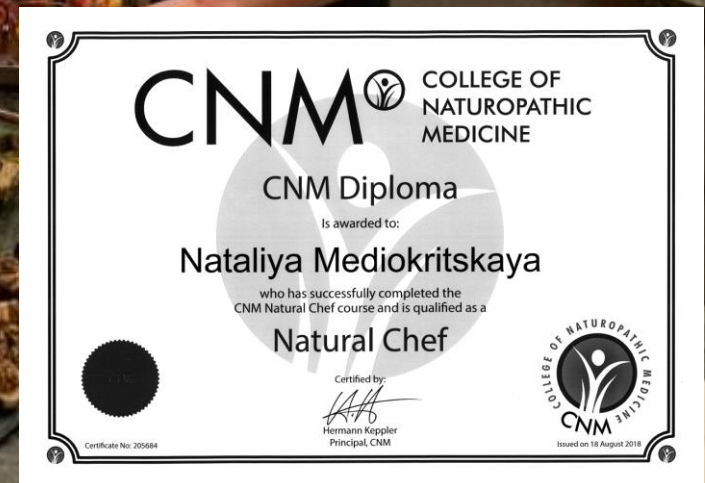 CNM
COLLEGE OF
NATUROPATHIC
MEDICINE
CNM Diploma
Is awarded to:
Nataliya Mediokritskaya
who has successfully completed the
CNM Natural Chef course and is qualified as a
Natural Chef
Certified by:
Hermann Keppler
Principal, CNM
Certificate No: 205684
COLLEGE OF NATUROPATHIC MEDICINE
CNM
Issued on 18 August 2018